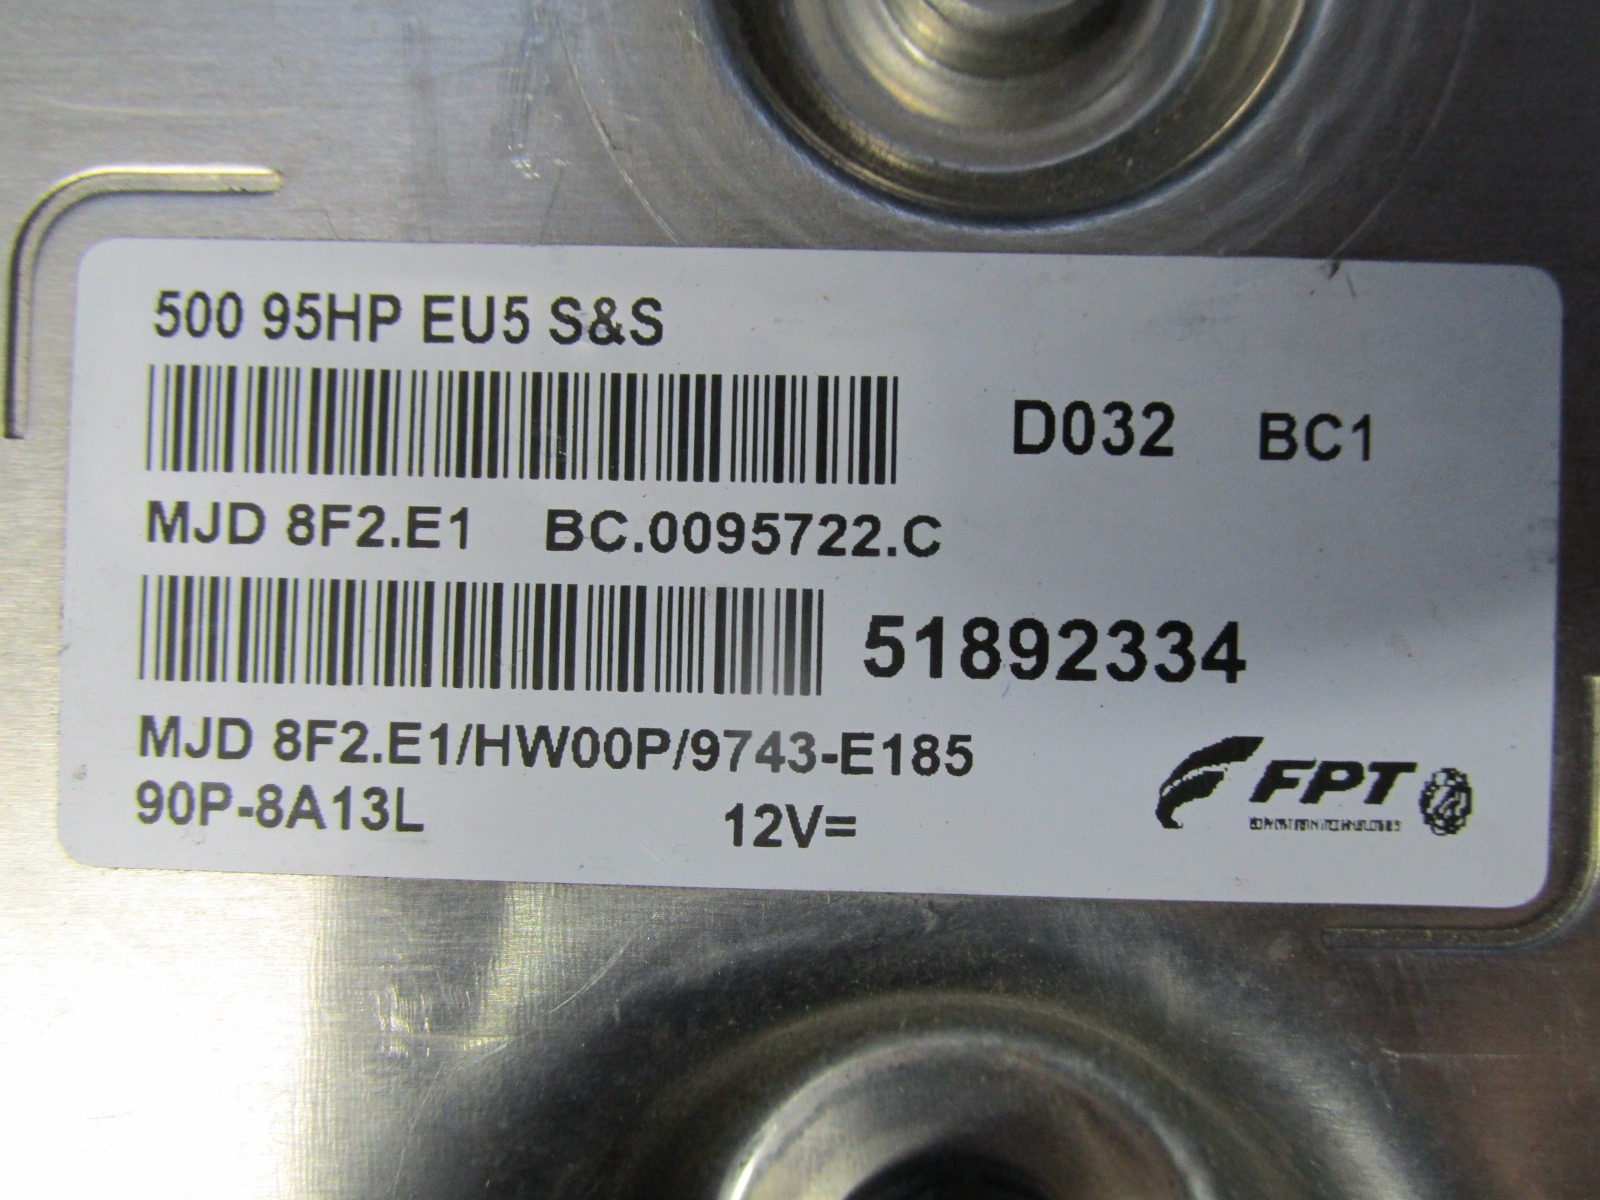 500 95HP EU5 S&S
D032 BC1
MJD 8F2.E1 BC.0095722.C
51892334
MJD 8F2.E1/HW00P/9743-E185
90P-8A13L 12V=
FPT